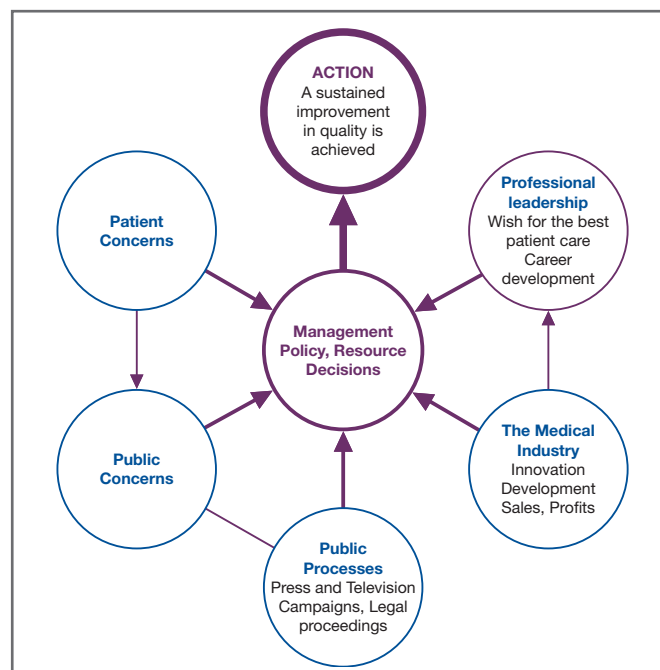 ACTION
A sustained
improvement
in quality is
achieved
Professional
leadership
Wish for the best
patient care
Career
development
Patient
Concerns
Management
Policy, Resource
Decisions
Public
Concerns
The Medical
Industry
Innovation
Development
Sales, Profits
Public
Processes
Press and Television
Campaigns, Legal
proceedings